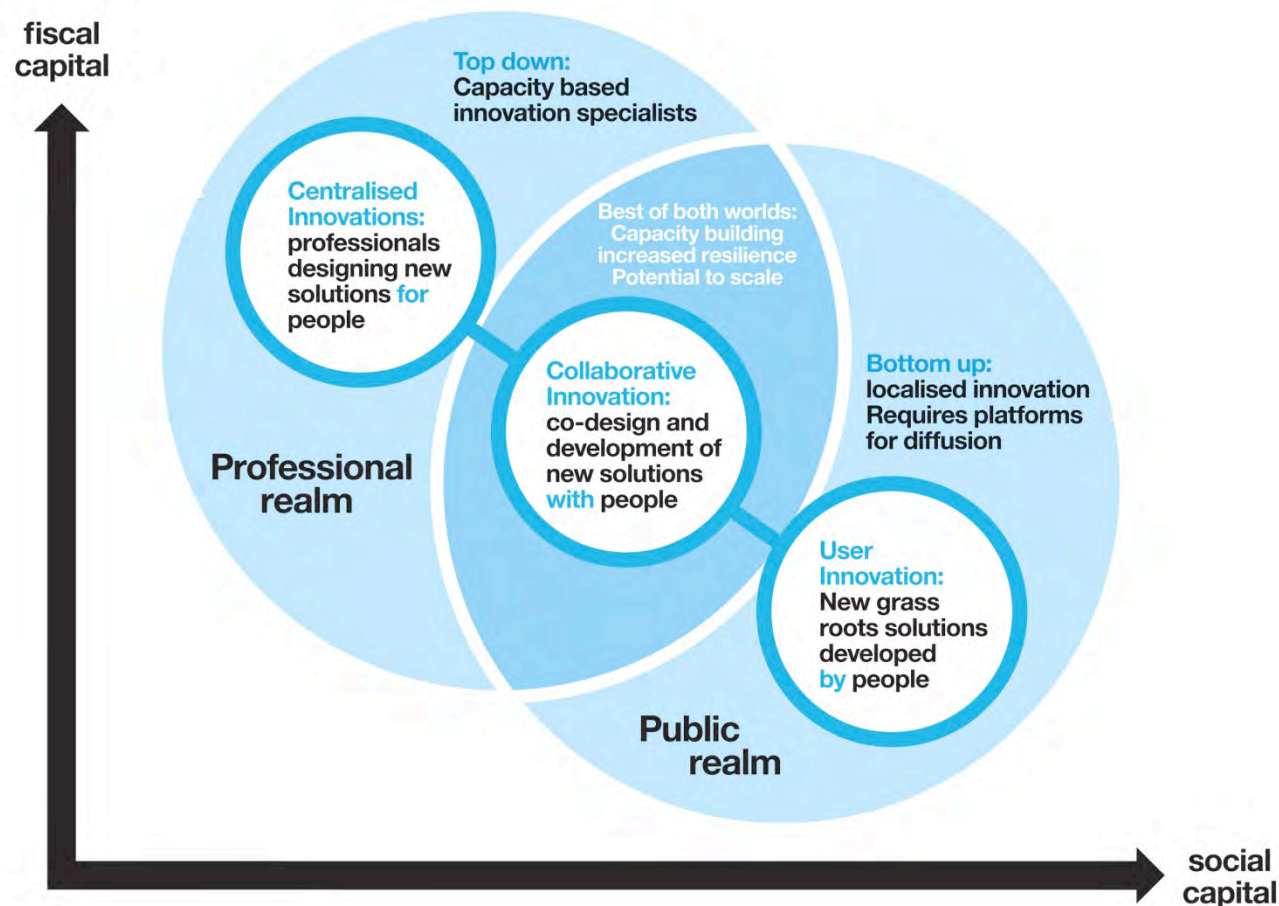 fiscal
capital
Top down:
Capacity based
innovation specialists
Centralised
Innovations:
professionals
designing new
solutions for
people
Best of both worlds:
Capacity building
increased resilience
Potential to scale
Collaborative
Innovation:
co-design and
development of
new solutions
with people
Bottom up:
localised innovation
Requires platforms
for diffusion
Professional
realm
User
Innovation:
New grass
roots solutions
developed
by people
Public
realm
social
capital